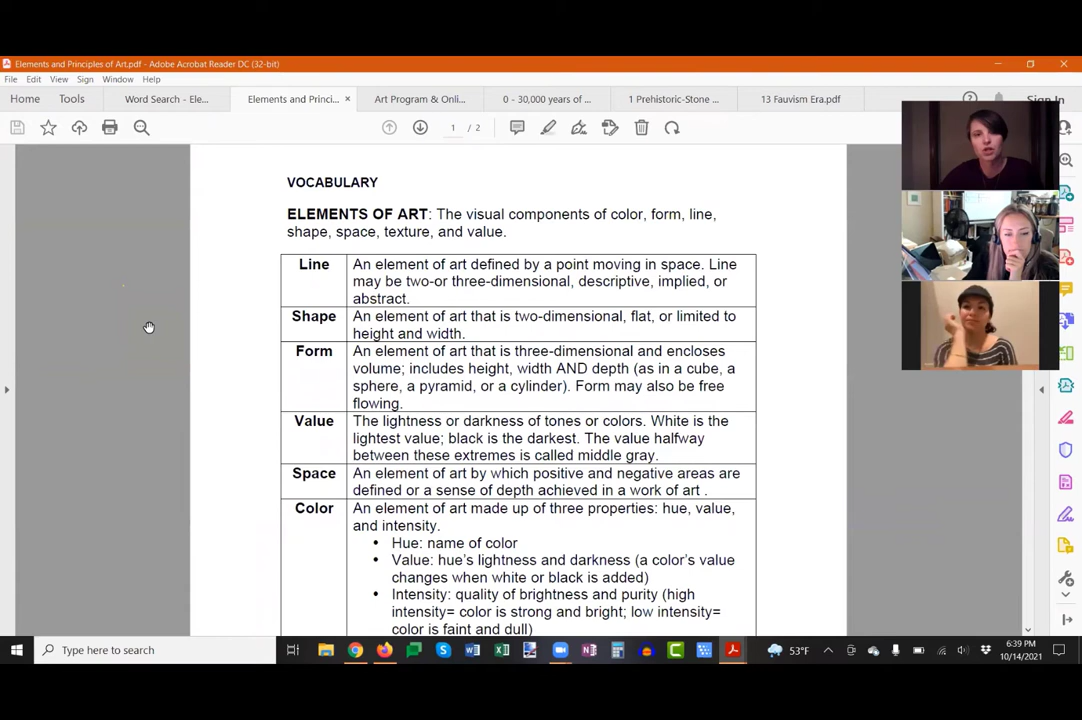 Elements and Principles of Art.pdf - Adobe Acrobat Reader DC (32-bit)
File Edit View Sign Window Help
Home Tools Word Search - Ele... Elements and Princi... × Art Program & Onli... 0 - 30,000 years of ... 1 Prehistoric-Stone ... 13 Fauvism Era.pdf Sign In
1 / 2
VOCABULARY
ELEMENTS OF ART: The visual components of color, form, line,
shape, space, texture, and value.
Line An element of art defined by a point moving in space. Line
may be two-or three-dimensional, descriptive, implied, or
abstract.
Shape An element of art that is two-dimensional, flat, or limited to
height and width.
Form An element of art that is three-dimensional and encloses
volume; includes height, width AND depth (as in a cube, a
sphere, a pyramid, or a cylinder). Form may also be free
flowing.
Value The lightness or darkness of tones or colors. White is the
lightest value; black is the darkest. The value halfway
between these extremes is called middle gray.
Space An element of art by which positive and negative areas are
defined or a sense of depth achieved in a work of art .
Color An element of art made up of three properties: hue, value,
and intensity.
• Hue: name of color
• Value: hue's lightness and darkness (a color's value
changes when white or black is added)
• Intensity: quality of brightness and purity (high
intensity= color is strong and bright; low intensity=
color is faint and dull)
Type here to search
53°F
6:39 PM
10/14/2021